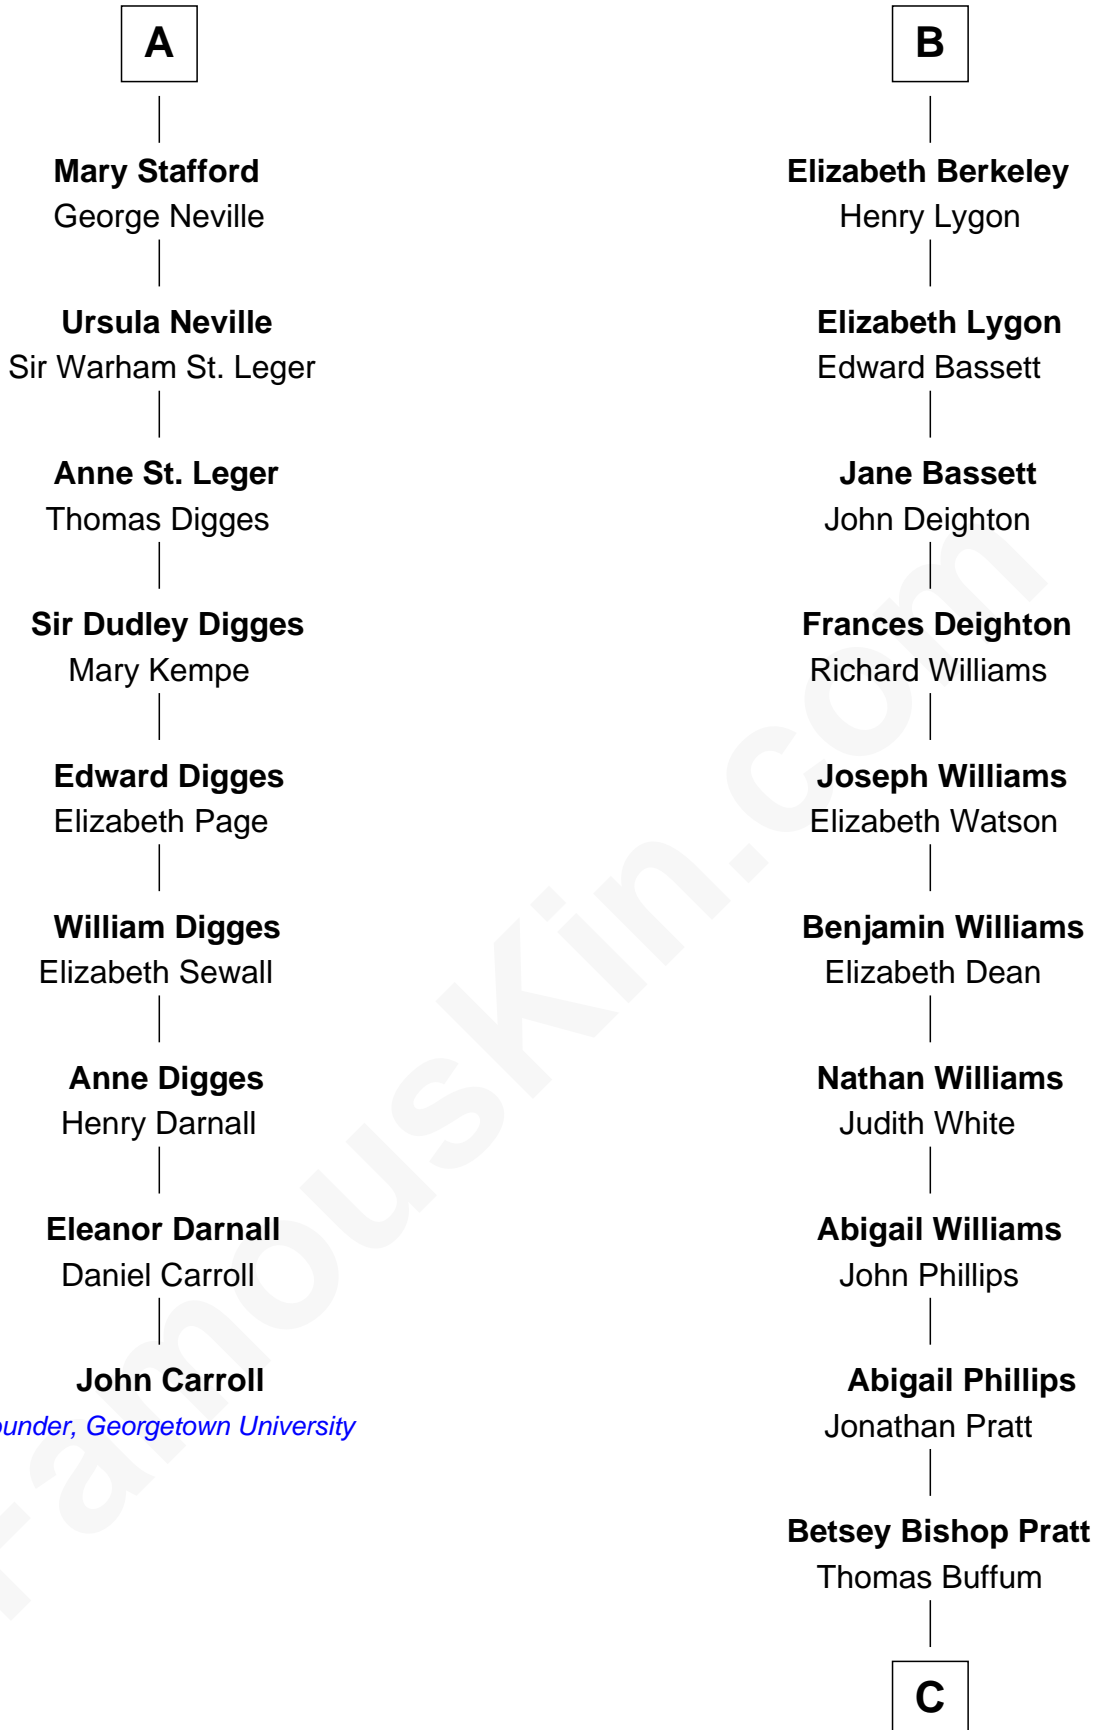 A
Mary Stafford
George Neville
Ursula Neville
Sir Warham St. Leger
Anne St. Leger
Thomas Digges
Sir Dudley Digges
Mary Kempe
Edward Digges
Elizabeth Page
William Digges
Elizabeth Sewall
Anne Digges
Henry Darnall
Eleanor Darnall
Daniel Carroll
John Carroll
under, Georgetown University
B
Elizabeth Berkeley
Henry Lygon
Elizabeth Lygon
Edward Bassett
Jane Bassett
John Deighton
Frances Deighton
Richard Williams
Joseph Williams
Elizabeth Watson
Benjamin Williams
Elizabeth Dean
Nathan Williams
Judith White
Abigail Williams
John Phillips
Abigail Phillips
Jonathan Pratt
Betsey Bishop Pratt
Thomas Buffum
C
FamousKin.com